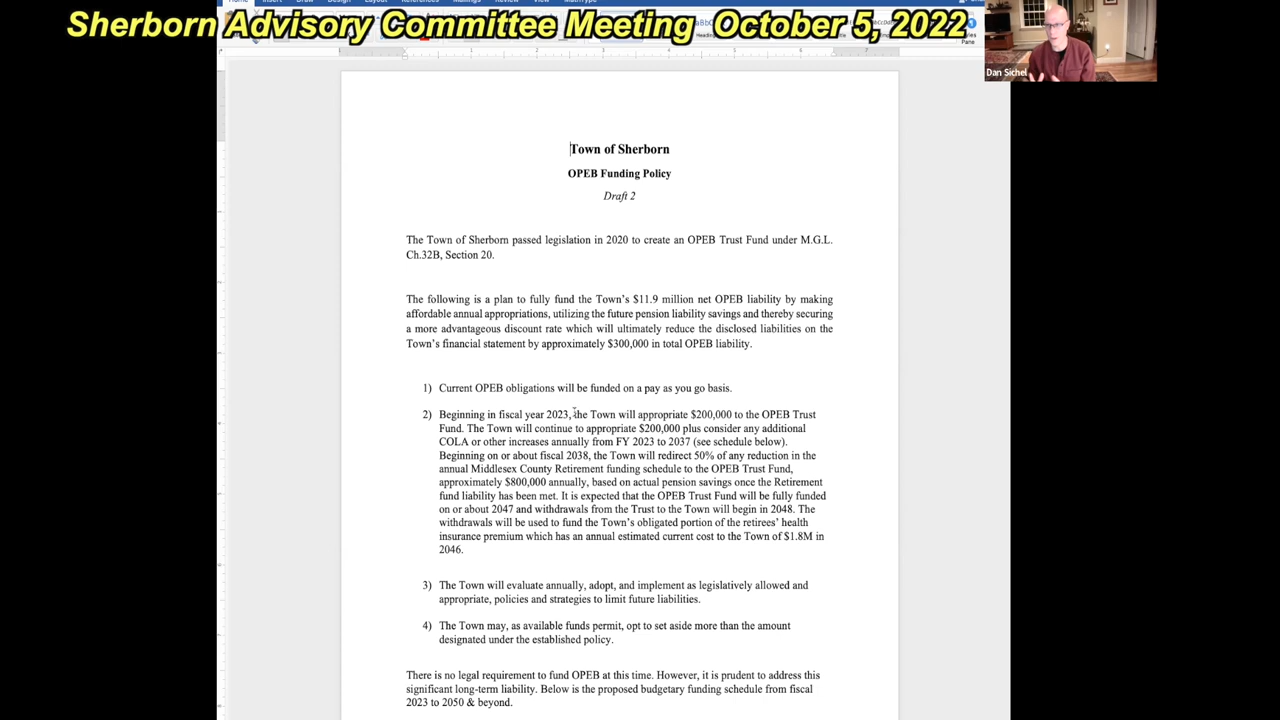 Sherborn Advisory Committee Meeting October 5, 2022
Dan Sichel
Town of Sherborn
OPEB Funding Policy
Draft 2
The Town of Sherborn passed legislation in 2020 to create an OPEB Trust Fund under M.G.L.
Ch.32B, Section 20.
The following is a plan to fully fund the Town's $11.9 million net OPEB liability by making
affordable annual appropriations, utilizing the future pension liability savings and thereby securing
a more advantageous discount rate which will ultimately reduce the disclosed liabilities on the
Town's financial statement by approximately $300,000 in total OPEB liability.
1) Current OPEB obligations will be funded on a pay as you go basis.
2) Beginning in fiscal year 2023, the Town will appropriate $200,000 to the OPEB Trust
Fund. The Town will continue to appropriate $200,000 plus consider any additional
COLA or other increases annually from FY 2023 to 2037 (see schedule below).
Beginning on or about fiscal 2038, the Town will redirect 50% of any reduction in the
annual Middlesex County Retirement funding schedule to the OPEB Trust Fund,
approximately $800,000 annually, based on actual pension savings once the Retirement
fund liability has been met. It is expected that the OPEB Trust Fund will be fully funded
on or about 2047 and withdrawals from the Trust to the Town will begin in 2048. The
withdrawals will be used to fund the Town's obligated portion of the retirees' health
insurance premium which has an annual estimated current cost to the Town of $1.8M in
2046.
3) The Town will evaluate annually, adopt, and implement as legislatively allowed and
appropriate, policies and strategies to limit future liabilities.
4) The Town may, as available funds permit, opt to set aside more than the amount
designated under the established policy.
There is no legal requirement to fund OPEB at this time. However, it is prudent to address this
significant long-term liability. Below is the proposed budgetary funding schedule from fiscal
2023 to 2050 & beyond.